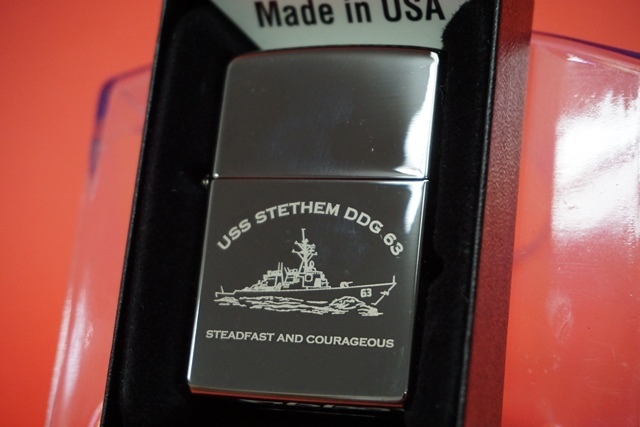 Made in USA
USS STETHEM DDG 63
63
STEADFAST AND COURAGEOUS